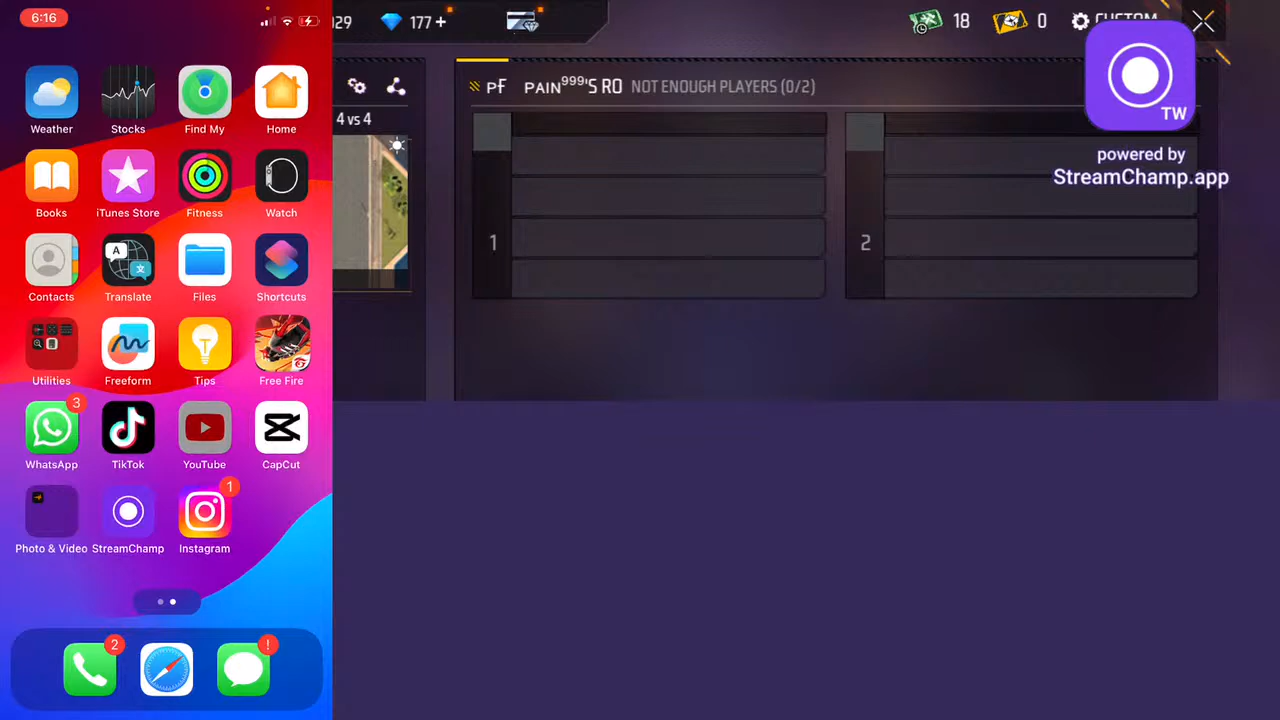 6:16
Weather
Stocks
Find My
Home
Books
iTunes Store
Fitness
Watch
Contacts
Translate
Files
Shortcuts
Utilities
Freeform
Tips
Free Fire
3
WhatsApp
TikTok
YouTube
CapCut
1
Photo & Video
StreamChamp
Instagram
2
!
029
177 +
18
0
CUSTOM
4 vs 4
PF PAIN⁹⁹⁹'S RO NOT ENOUGH PLAYERS (0/2)
1
2
TW
powered by
StreamChamp.app